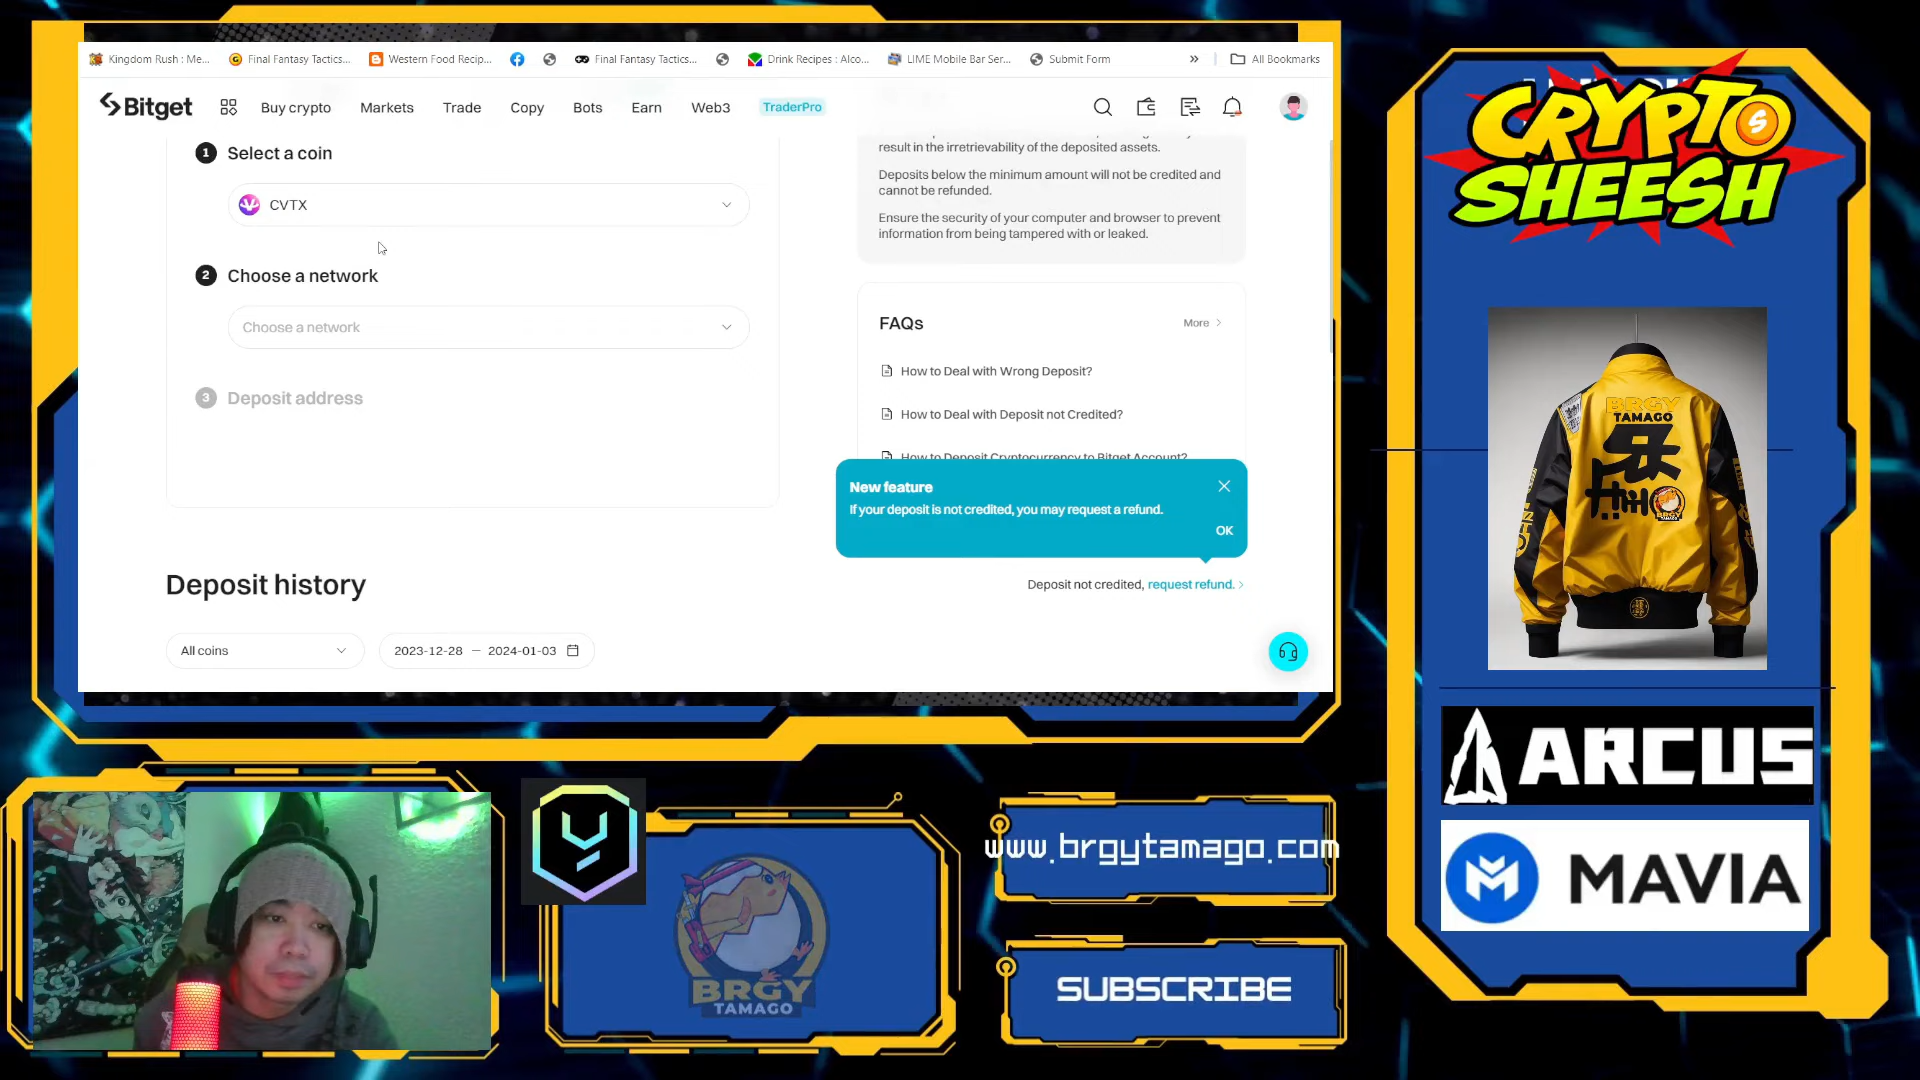 Kingdom Rush : Me...
Final Fantasy Tactics...
Western Food Recip...
Final Fantasy Tactics...
Drink Recipes : Alco...
LIME Mobile Bar Ser...
Submit Form
»
All Bookmarks
Bitget
Buy crypto
Markets
Trade
Copy
Bots
Earn
Web3
TraderPro
1 Select a coin
CVTX
2 Choose a network
Choose a network
3 Deposit address
result in the irretrievability of the deposited assets.
Deposits below the minimum amount will not be credited and
cannot be refunded.
Ensure the security of your computer and browser to prevent
information from being tampered with or leaked.
FAQs
More
How to Deal with Wrong Deposit?
How to Deal with Deposit not Credited?
How to Deposit Cryptocurrency to Bitget Account?
New feature
If your deposit is not credited, you may request a refund.
OK
Deposit not credited, request refund.
Deposit history
All coins
2023-12-28 – 2024-01-03
CRYPTO
SHEESH
BRGY
TAMAGO
ARCUS
MAVIA
BRGY
TAMAGO
www.brgytamago.com
SUBSCRIBE